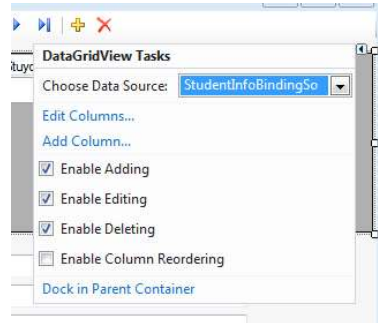 DataGridView Tasks
Choose Data Source: StudentInfoBindingSo
Edit Columns...
Add Column...
Enable Adding
Enable Editing
Enable Deleting
Enable Column Reordering
Dock in Parent Container